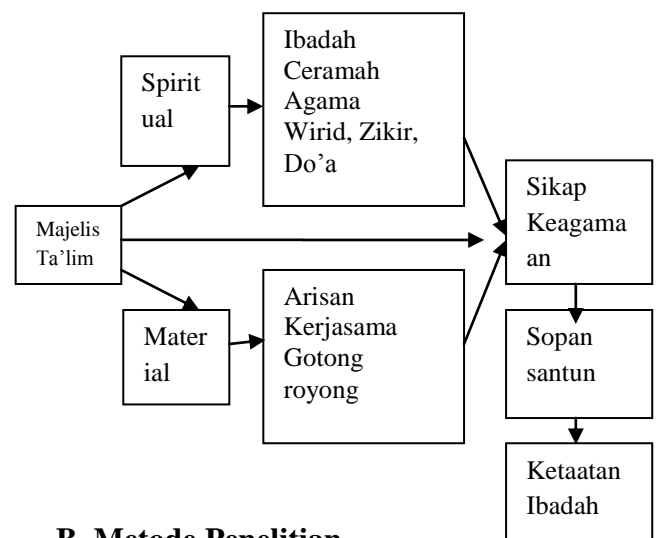 Ibadah
Ceramah
Agama
Wirid, Zikir,
Do’a
Spirit
ual
Sikap
Keagama
an
Majelis
Ta’lim
Arisan
Kerjasama
Gotong
royong
Mater
ial
Sopan
santun
Ketaatan
Ibadah
B. Metode Penelitian